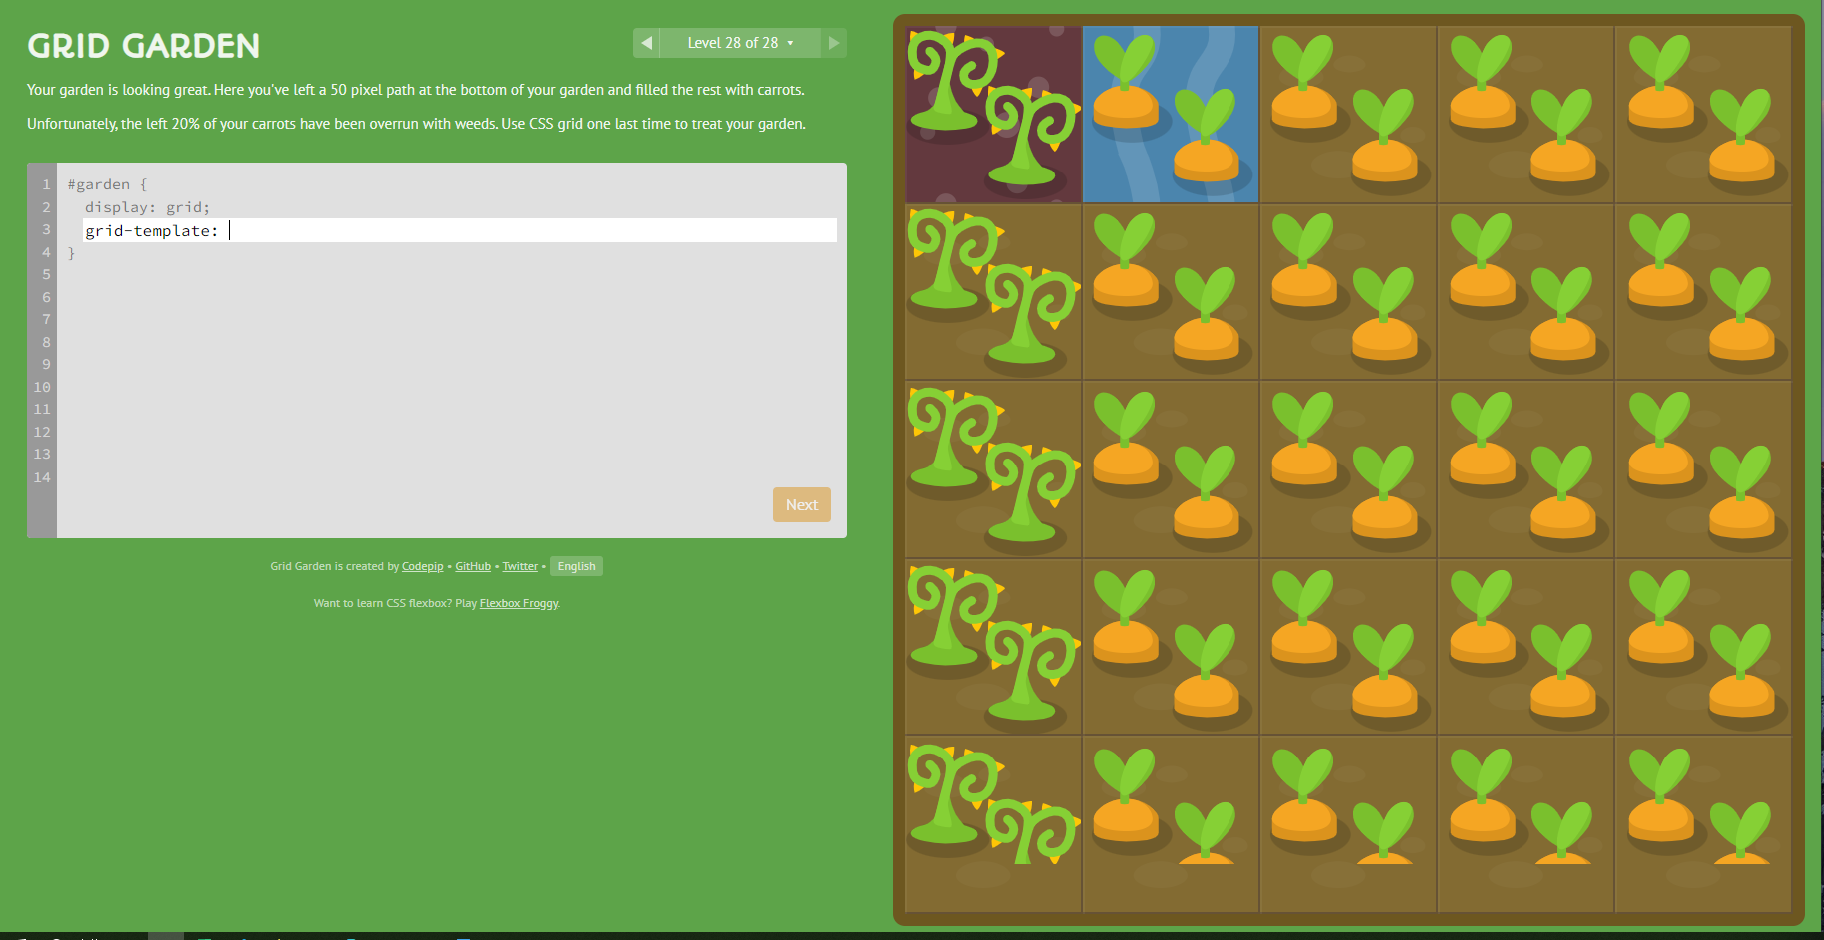 GRID GARDEN
Level 28 of 28
Your garden is looking great. Here you've left a 50 pixel path at the bottom of your garden and filled the rest with carrots.
Unfortunately, the left 20% of your carrots have been overrun with weeds. Use CSS grid one last time to treat your garden.
1 #garden {
2 display: grid;
3 grid-template:
4 }
5
6
7
8
9
10
11
12
13
14
Next
Grid Garden is created by Codepip • GitHub • Twitter • English
Want to learn CSS flexbox? Play Flexbox Froggy.